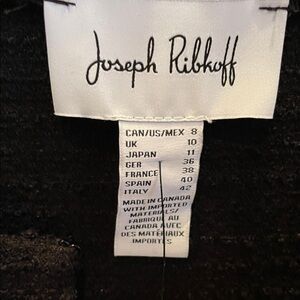 Joseph Ribkoff
CAN/US/MEX 8
UK 10
JAPAN 11
GER 36
FRANCE 38
SPAIN 40
ITALY 42
MADE IN CANADA
WITH IMPORTED
MATERIALS/
FABRIQUÉ AU
CANADA AVEC
DES MATÉRIAUX
IMPORTÉS